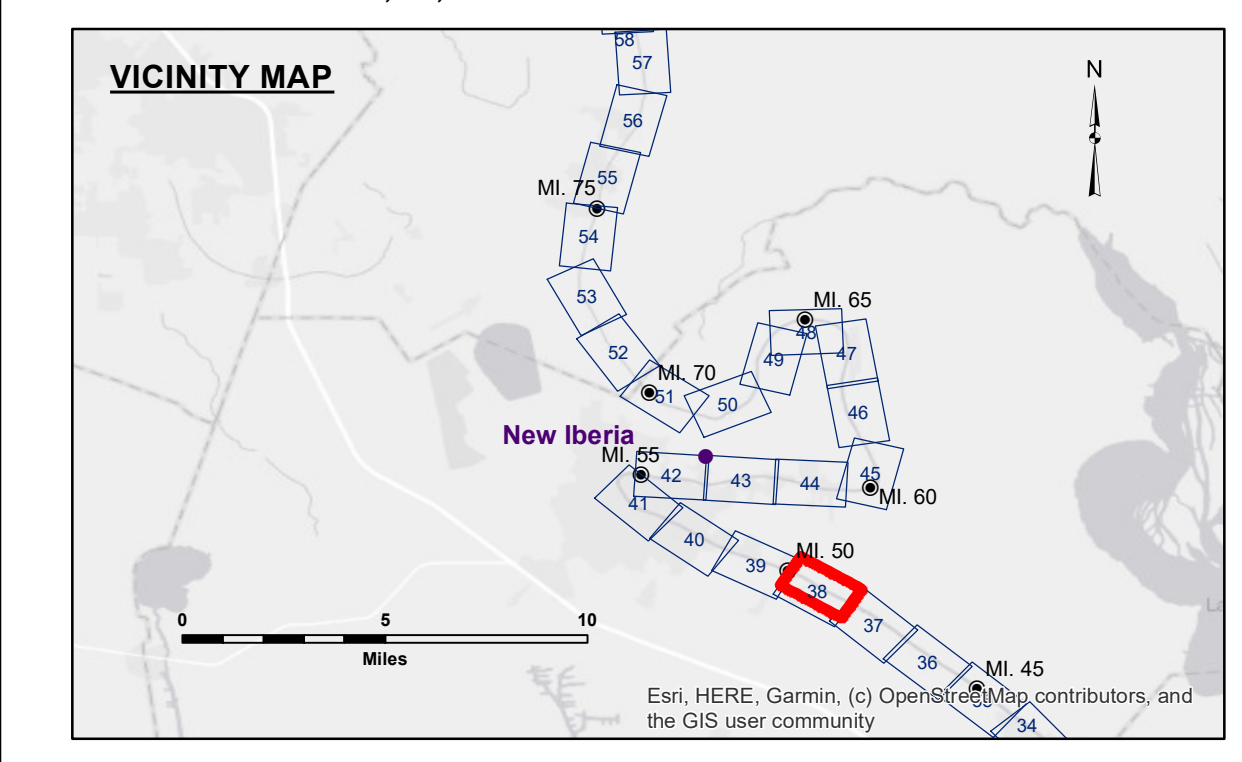 VICINITY MAP
N
58
57
56
55
MI. 75
54
53
MI. 65
48
47
52
49
MI. 70
51
50
46
New Iberia
MI. 55
42
43
44
45
MI. 60
41
40
MI. 50
39
38
37
0
5
10
Miles
36
MI. 45
34
Esri, HERE, Garmin, (c) OpenStreetMap contributors, and
the GIS user community